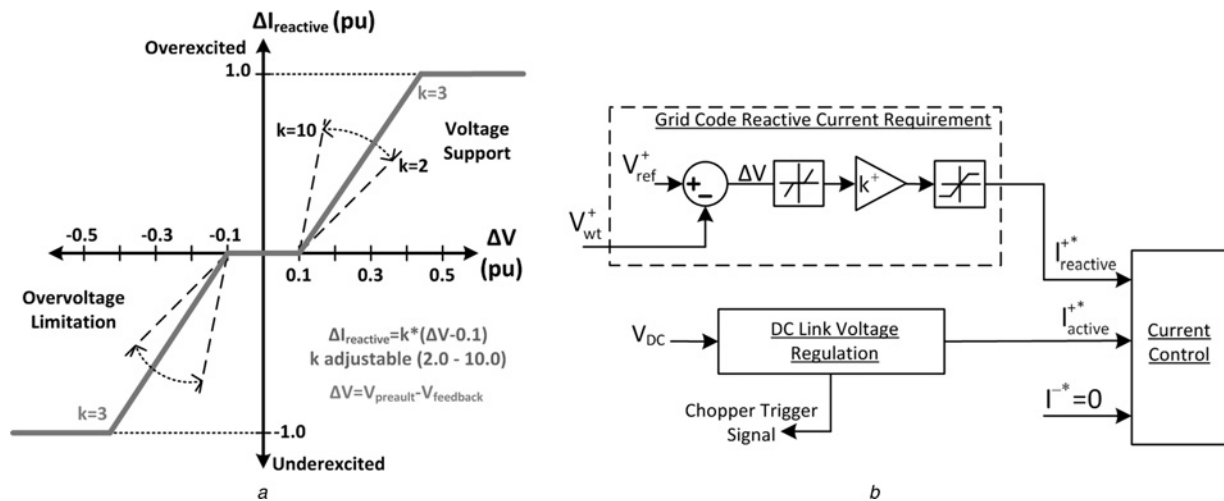 ΔIreactive (pu)
Overexcited
1.0
k=3
k=10
k=2
Voltage
Support
-0.5
-0.3
-0.1
0.1
0.3
0.5
ΔV
(pu)
Overvoltage
Limitation
ΔIreactive=k*(ΔV-0.1)
k adjustable (2.0 - 10.0)
ΔV=Vpreault-Vfeedback
k=3
-1.0
Underexcited
a
Grid Code Reactive Current Requirement
V+ref
+
-
ΔV
k+
V+wt
I+*reactive
VDC
DC Link Voltage
Regulation
I+*active
Current
Control
I-*=0
Chopper Trigger
Signal
b